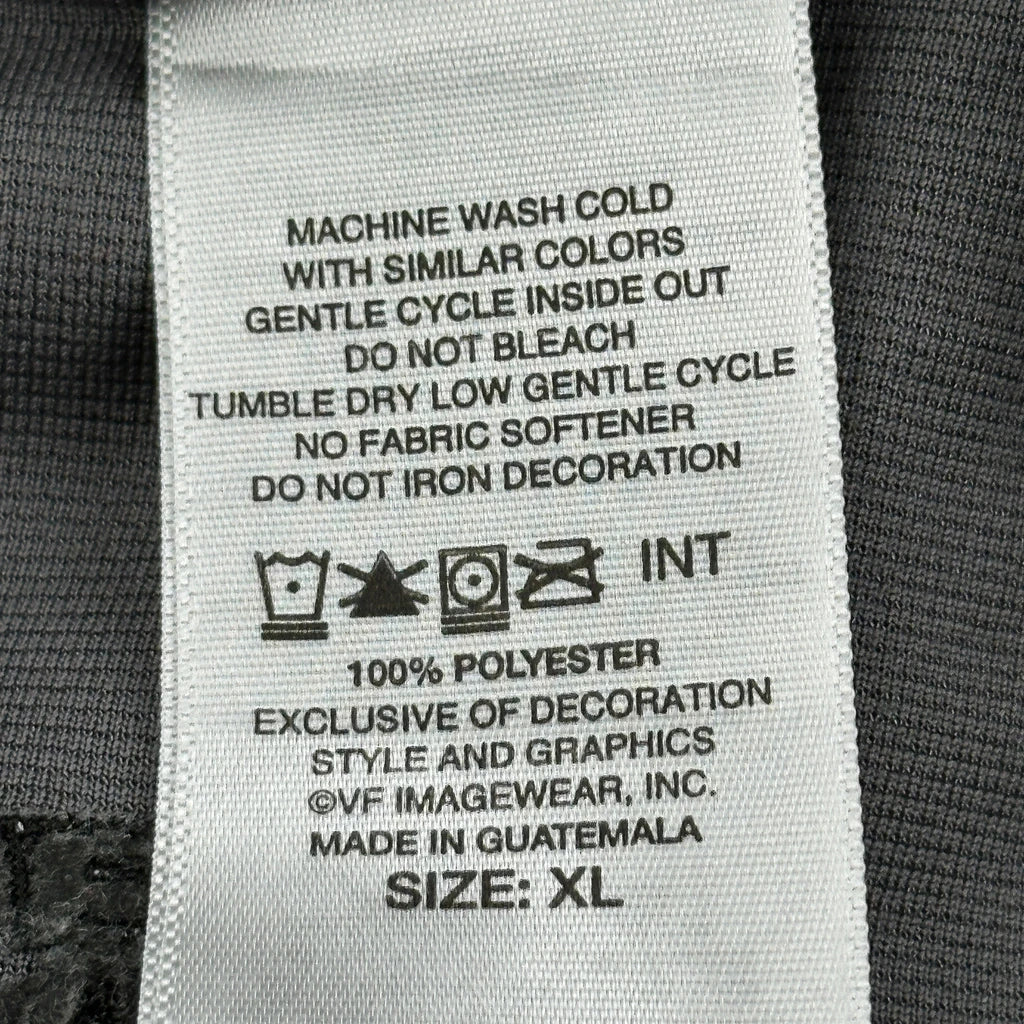 MACHINE WASH COLD
WITH SIMILAR COLORS
GENTLE CYCLE INSIDE OUT
DO NOT BLEACH
TUMBLE DRY LOW GENTLE CYCLE
NO FABRIC SOFTENER
DO NOT IRON DECORATION
INT
100% POLYESTER
EXCLUSIVE OF DECORATION
STYLE AND GRAPHICS
©VF IMAGEWEAR, INC.
MADE IN GUATEMALA
SIZE: XL